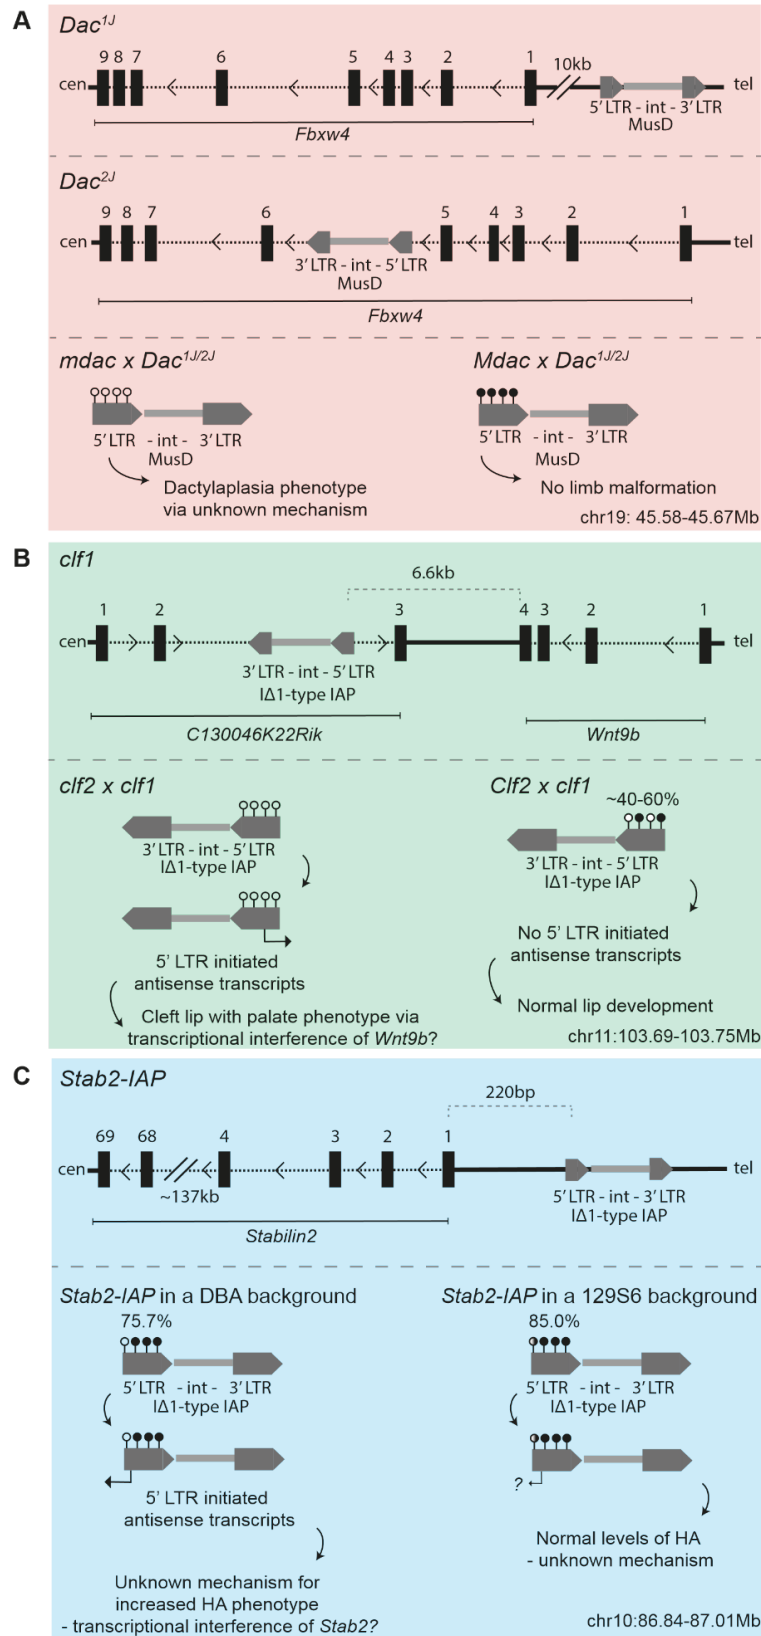 A
Dac1J
9 8 7 6 5 4 3 2 1 10kb
cen tel
5' LTR - int - 3' LTR
MusD
Fbxw4
Dac2J
9 8 7 6 5 4 3 2 1
cen tel
3' LTR - int - 5' LTR
MusD
Fbxw4
mdac x Dac1J/2J
5' LTR - int - 3' LTR
MusD
Dactylaplasia phenotype
via unknown mechanism
Mdac x Dac1J/2J
5' LTR - int - 3' LTR
MusD
No limb malformation
chr19: 45.58-45.67Mb
B
clf1
6.6kb
1 2 3 4 3 2 1
cen tel
3' LTR - int - 5' LTR
IΔ1-type IAP
C130046K22Rik Wnt9b
clf2 x clf1
3' LTR - int - 5' LTR
IΔ1-type IAP
5' LTR initiated
antisense transcripts
Cleft lip with palate phenotype via
transcriptional interference of Wnt9b?
Clf2 x clf1
~40-60%
3' LTR - int - 5' LTR
IΔ1-type IAP
No 5' LTR initiated
antisense transcripts
Normal lip development
chr11:103.69-103.75Mb
C
Stab2-IAP
220bp
69 68 4 3 2 1
cen tel
~137kb
5' LTR - int - 3' LTR
IΔ1-type IAP
Stabilin2
Stab2-IAP in a DBA background
75.7%
5' LTR - int - 3' LTR
IΔ1-type IAP
5' LTR initiated
antisense transcripts
Unknown mechanism for
increased HA phenotype
- transcriptional interference of Stab2?
Stab2-IAP in a 129S6 background
85.0%
5' LTR - int - 3' LTR
IΔ1-type IAP
?
Normal levels of HA
- unknown mechanism
chr10:86.84-87.01Mb